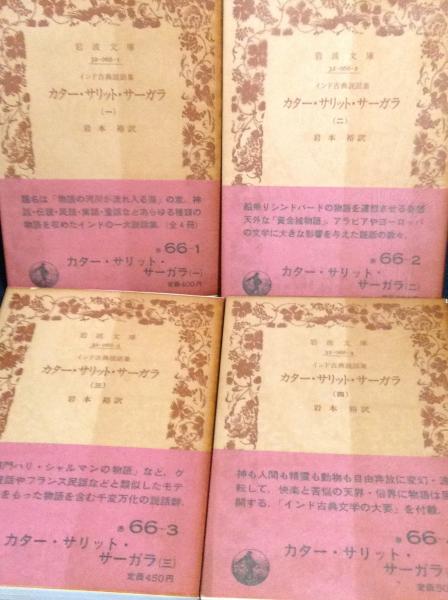 岩波文庫
32-066-1
インド古典説話集
カター・サリット・サーガラ
(一)
岩本 裕訳
題名は「物語の河川が流れ入る海」の意。神
話・伝説・民話・寓話・童話などあらゆる種類の
物語を収めたインドの一大説話集。(全4冊)
赤 66-1
カター・サリット・
サーガラ(一)
定価400円
岩波文庫
32-066-2
インド古典説話集
カター・サリット・サーガラ
(二)
岩本 裕訳
船乗りシンドバードの物語を連想させる奇想
天外な「黄金城物語」。アラビアやヨーロッパ
の文学に大きな影響を与えた謎話の数々。
赤 66-2
カター・サリット・
サーガラ(二)
岩波文庫
インド古典説話集
カター・サリット・サーガラ
(三)
岩本 裕訳
門ハリ・シャルマンの物語」など、グ
童話やフランス民話などと類似したモテ
をもった物語を含む千変万化の説話群。
赤 66-3
カター・サリット・
サーガラ(三)
定価450円
岩波文庫
インド古典説話集
カター・サリット・サーガラ
(四)
岩本 裕訳
神も人間も精霊も動物も自由奔放に変幻・流
転して、快楽と苦悩の天界・俗界に物語は展
開する。「インド古典文学の大要」を付載。
赤 66-
カター・サリット・
サーガラ
定価50